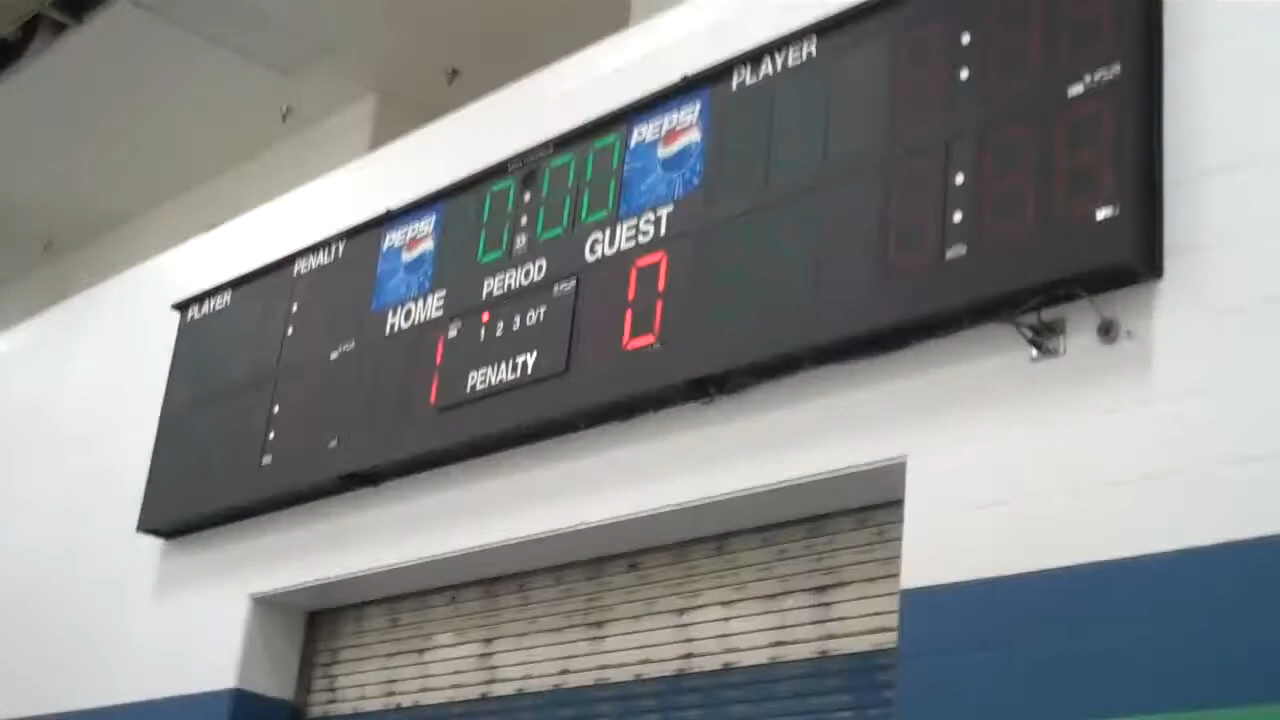 PLAYER
PENALTY
PEPSI
0:00
PEPSI
PLAYER
HOME
PERIOD
GUEST
1
1 2 3 O/T
0
PENALTY